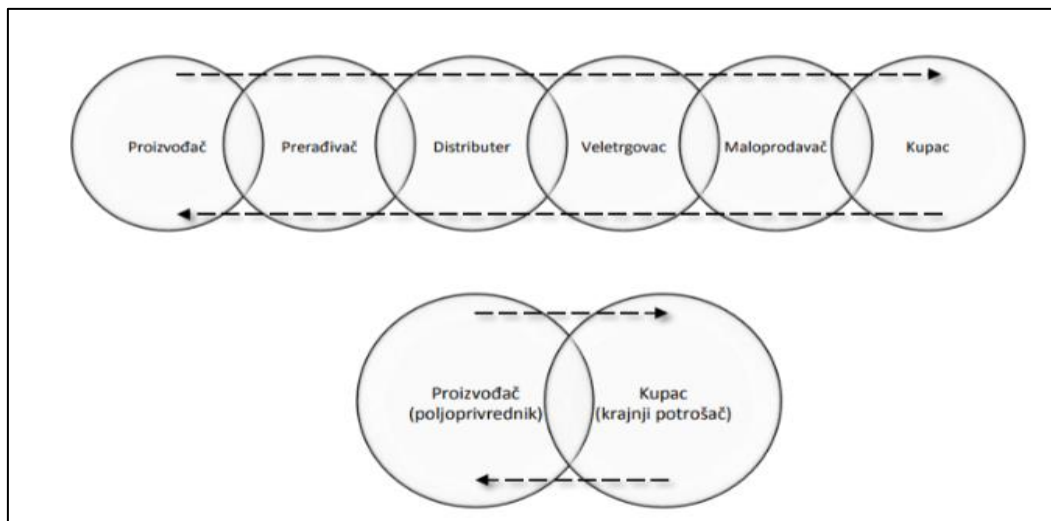 Proizvođač
Prerađivač
Distributer
Veletrgovac
Maloprodavač
Kupac
Proizvođač
(poljoprivrednik)
Kupac
(krajnji potrošač)